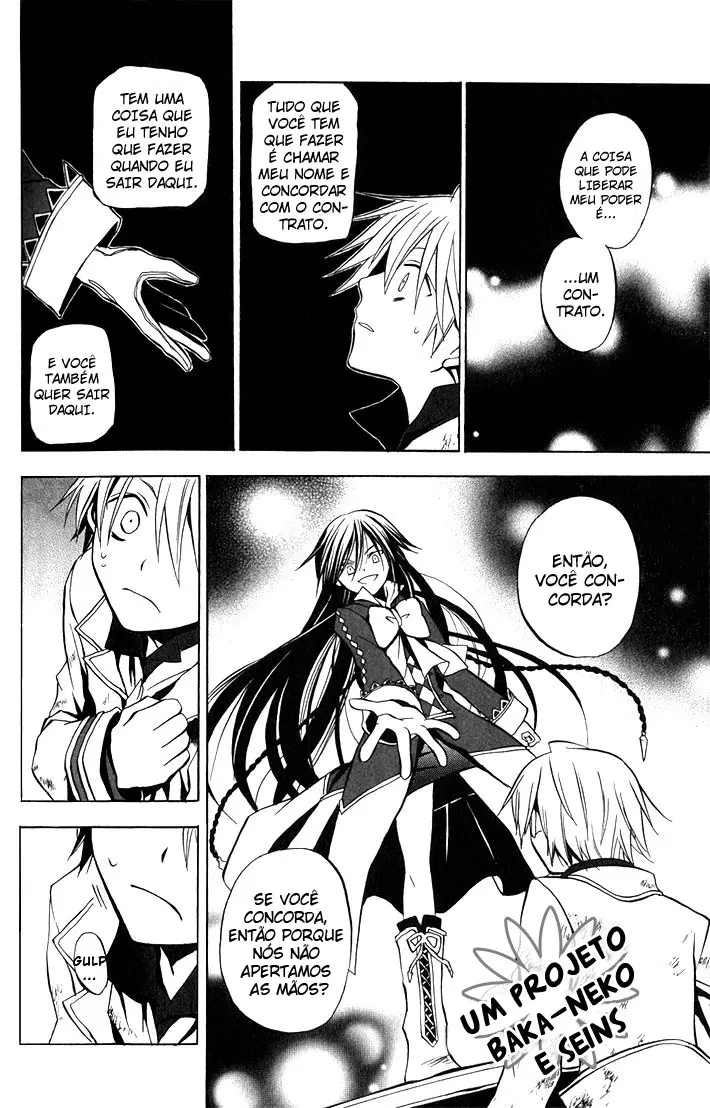 A COISA
QUE PODE
LIBERAR
MEU PODER
É...
...UM
CON-
TRATO.
TUDO QUE
VOCÊ TEM
QUE FAZER
É CHAMAR
MEU NOME E
CONCORDAR
COM O CON-
TRATO.
TEM UMA
COISA QUE
EU TENHO
QUE FAZER
QUANDO EU
SAIR DAQUI.
E VOCÊ
TAMBÉM
QUER SAIR
DAQUI.
ENTÃO,
VOCÊ CON-
CORDA?
SE VOCÊ
CONCORDA,
ENTÃO PORQUE
NÓS NÃO
APERTAMOS
AS MÃOS?
GULP
...
UM PROJETO
BAKA-NEKO
E SEINS